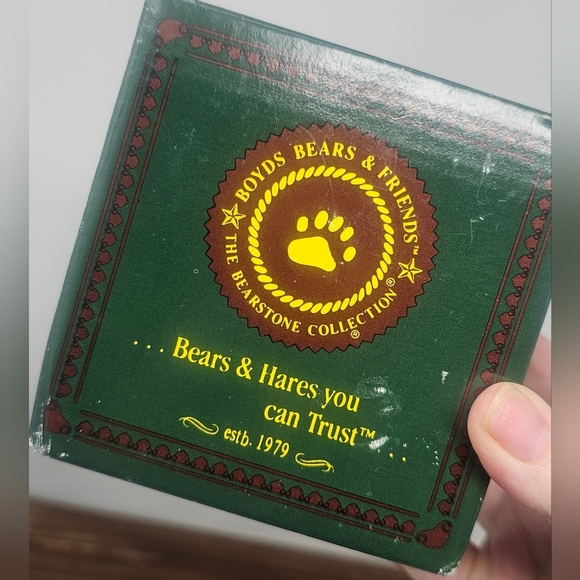 BOYDS BEARS & FRIENDS™
THE BEARSTONE COLLECTION®
®
...Bears & Hares you
can Trust™...
estb. 1979